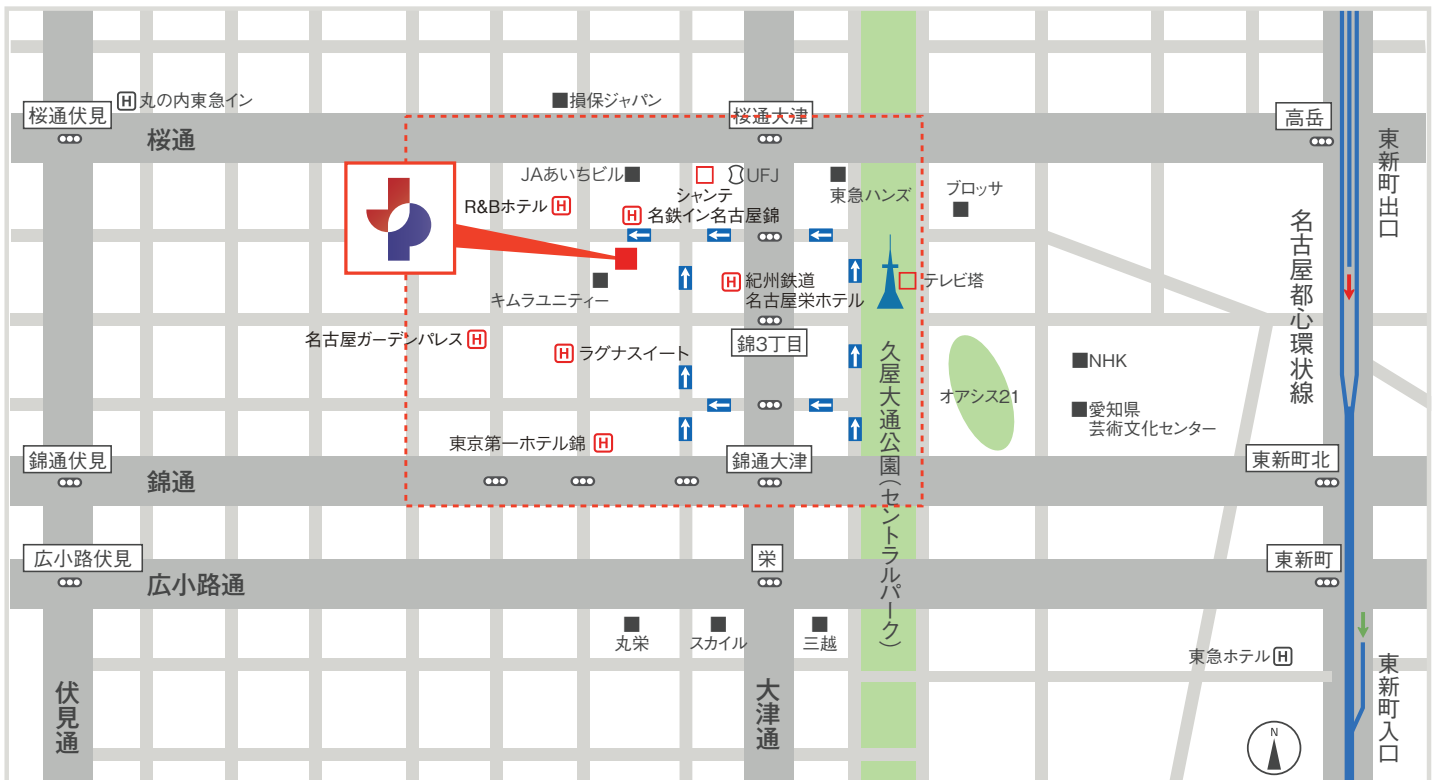 丸の内東急イン
損保ジャパン
桜通伏見
桜通大津
高岳
桜通
東新町出口
JAあいちビル
シャンテ
UFJ
東急ハンズ
ブロッサ
R&Bホテル
名鉄イン名古屋錦
名古屋都心環状線
キムラユニティー
紀州鉄道
名古屋栄ホテル
テレビ塔
名古屋ガーデンパレス
ラグナスイート
錦3丁目
久屋大通公園(セントラルパーク)
オアシス21
NHK
愛知県
芸術文化センター
東京第一ホテル錦
錦通伏見
錦通大津
東新町北
錦通
広小路伏見
栄
東新町
広小路通
丸栄
スカイル
三越
東急ホテル
伏見通
大津通
東新町入口
N